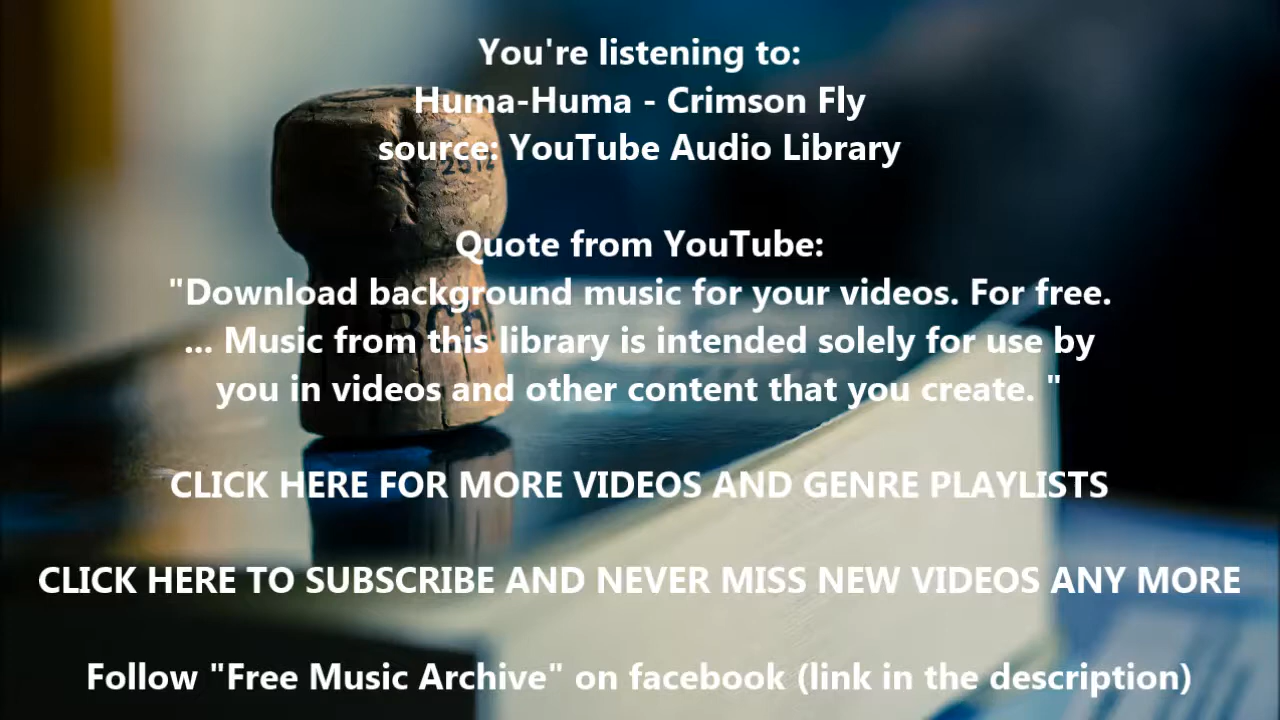 You're listening to:
Huma-Huma - Crimson Fly
source: YouTube Audio Library
2512
Quote from YouTube:
"Download background music for your videos. For free.
... Music from this library is intended solely for use by
you in videos and other content that you create. "
CLICK HERE FOR MORE VIDEOS AND GENRE PLAYLISTS
CLICK HERE TO SUBSCRIBE AND NEVER MISS NEW VIDEOS ANY MORE
Follow "Free Music Archive" on facebook (link in the description)